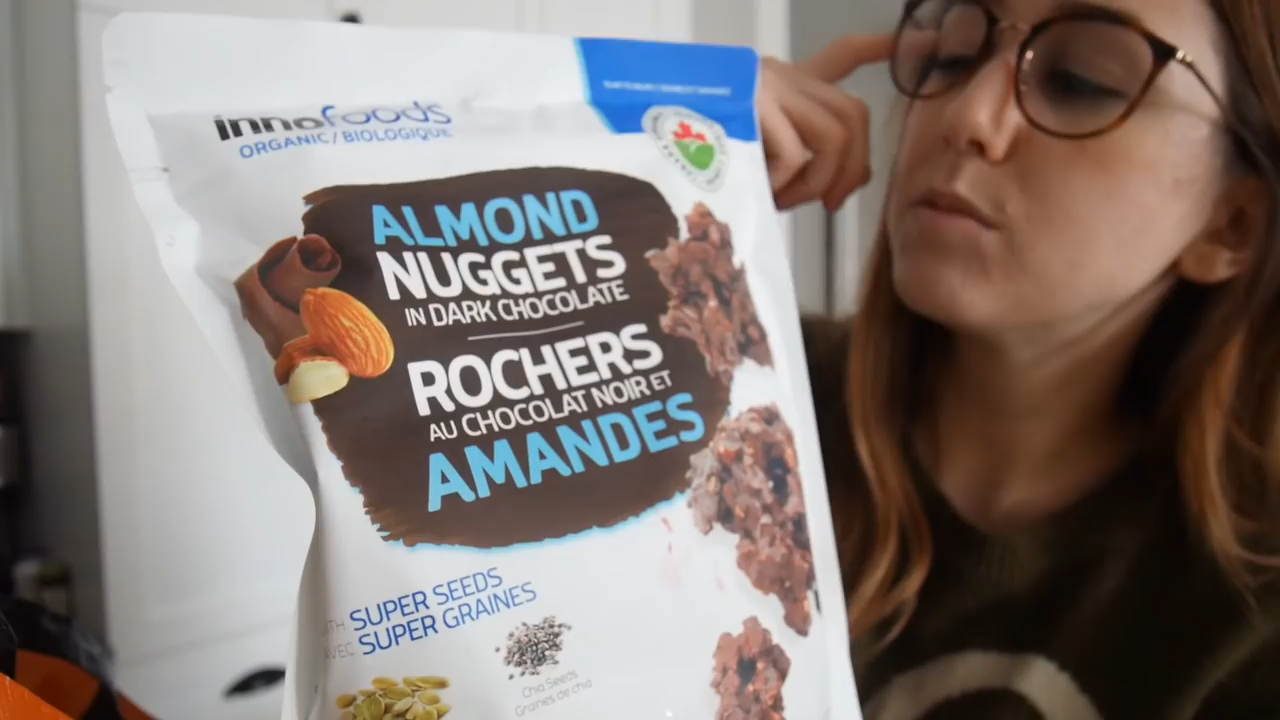 innofoods
ORGANIC / BIOLOGIQUE
ALMOND
NUGGETS
IN DARK CHOCOLATE
ROCHERS
AU CHOCOLAT NOIR ET
AMANDES
SUPER SEEDS
AVEC SUPER GRAINES
Chia Seeds
Graines de chia